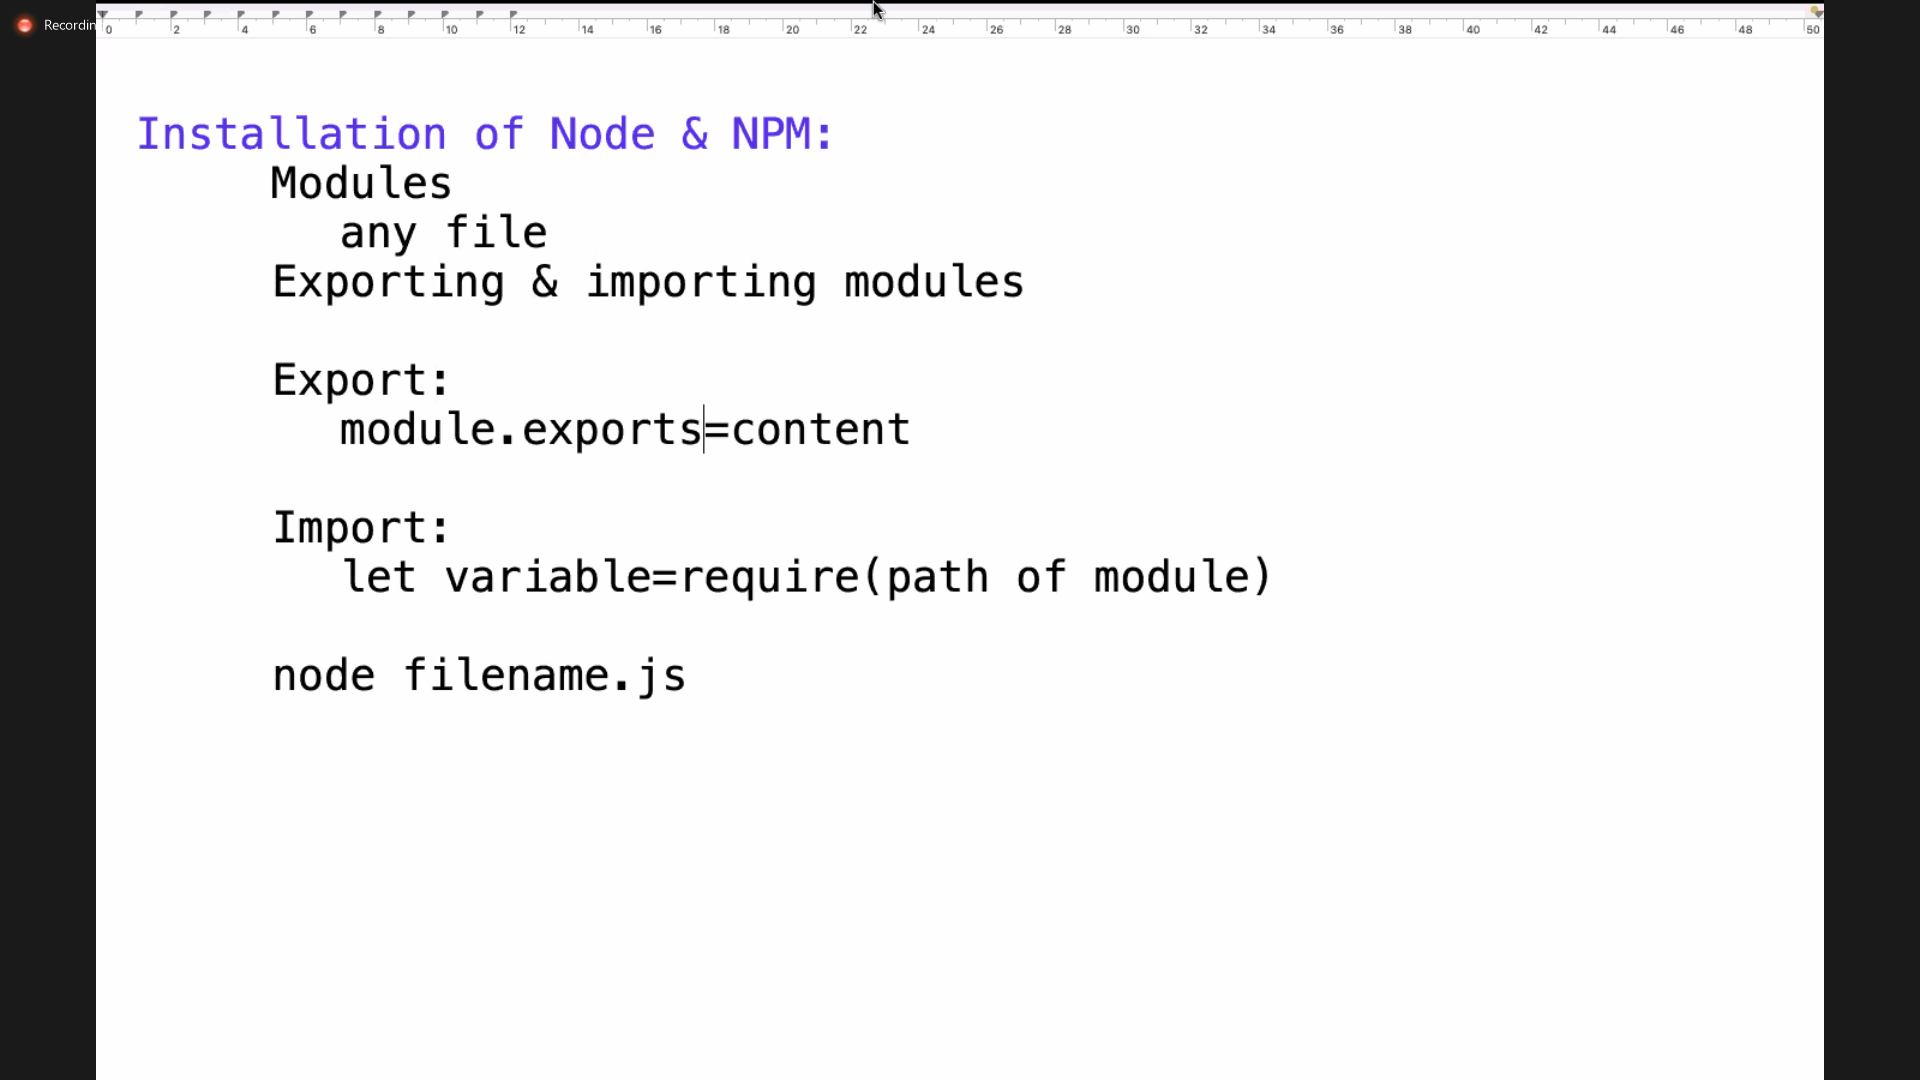 Recordin
0 2 4 6 8 10 12 14 16 18 20 22 24 26 28 30 32 34 36 38 40 42 44 46 48 50
Installation of Node & NPM:
Modules
any file
Exporting & importing modules
Export:
module.exports=content
Import:
let variable=require(path of module)
node filename.js